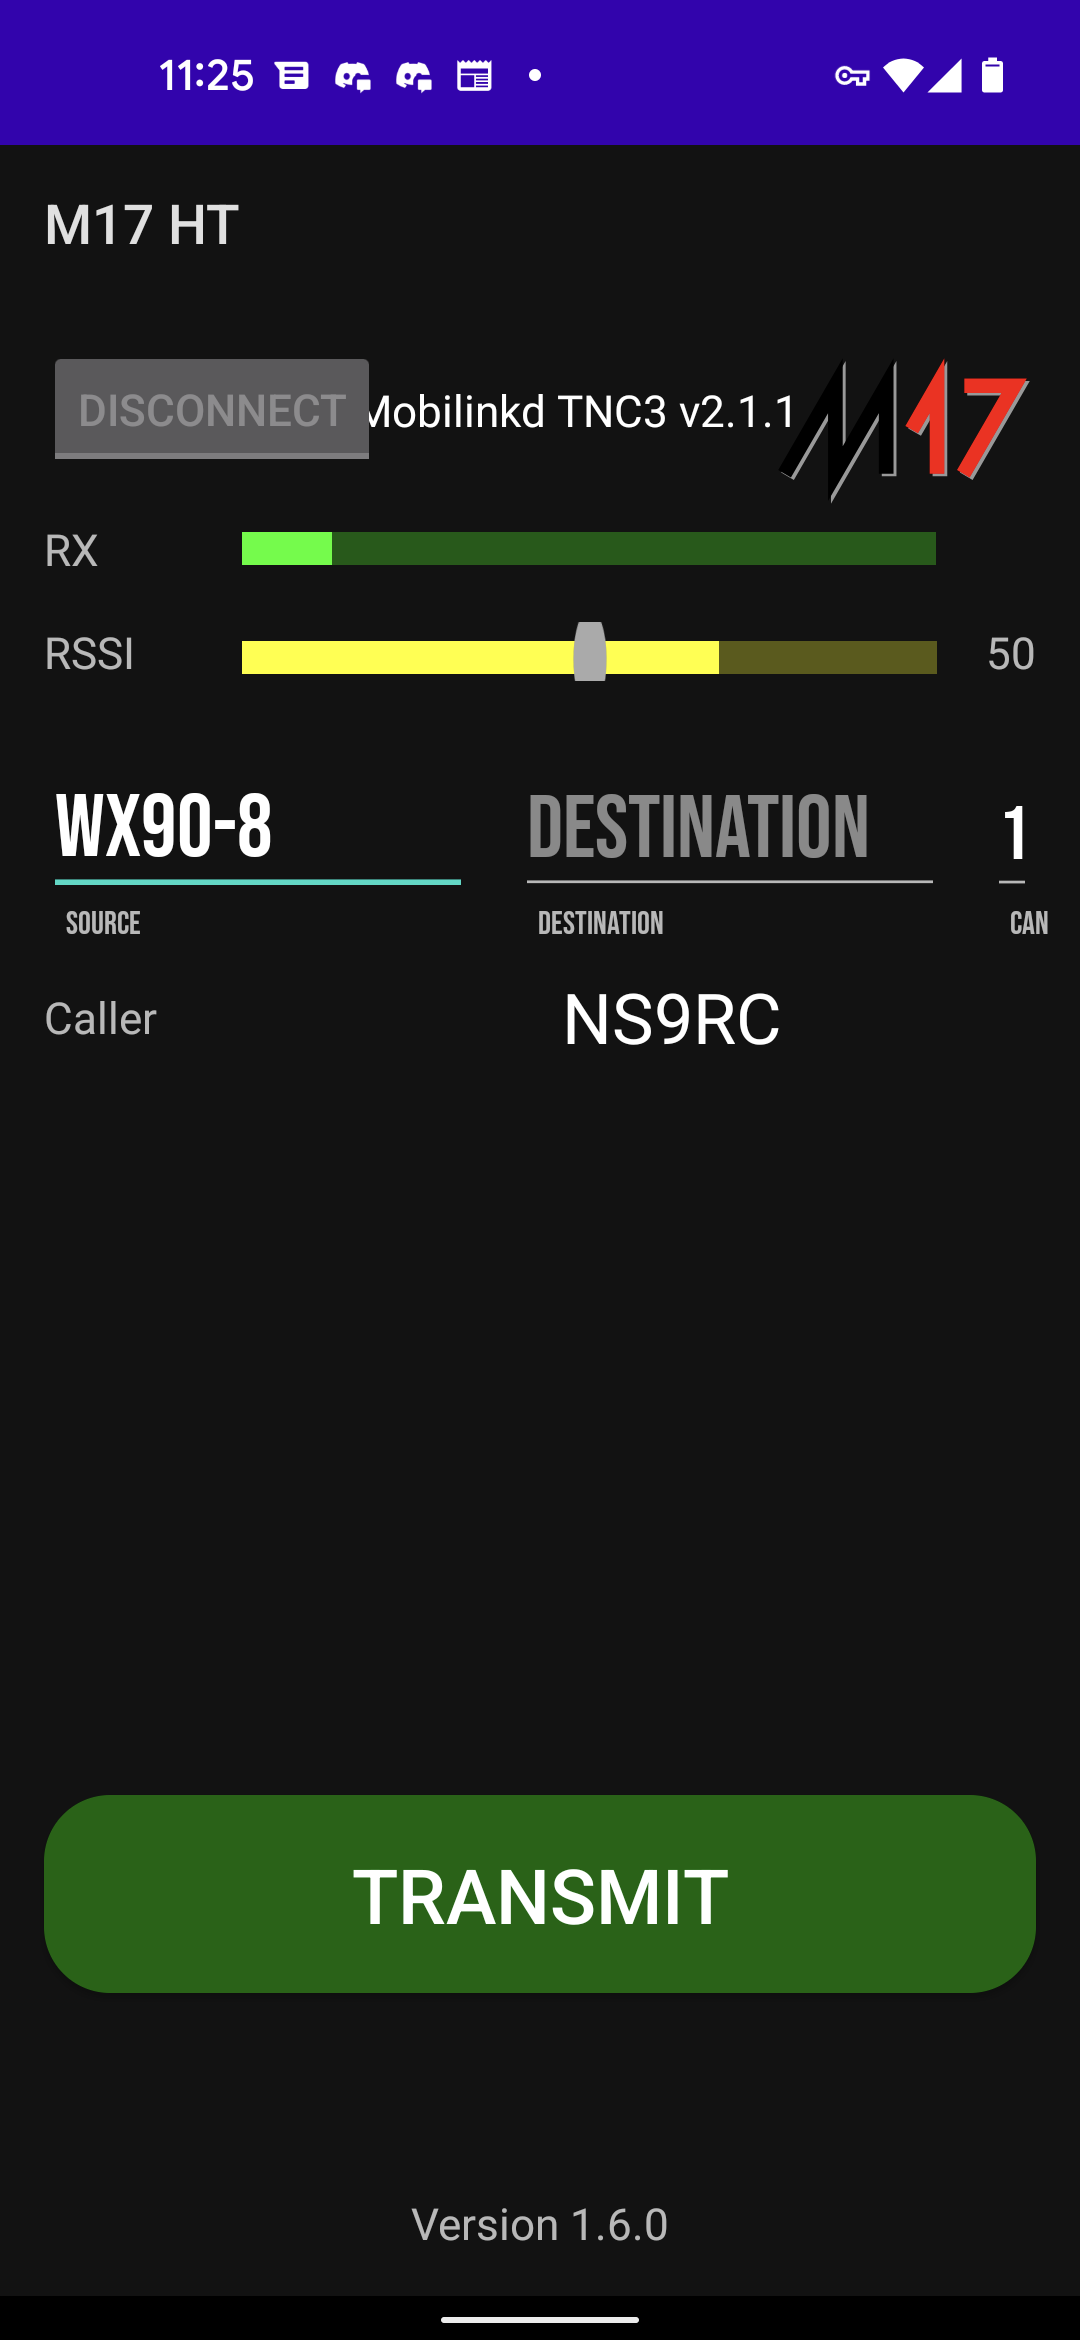 11:25
M17 HT
DISCONNECT Mobilinkd TNC3 v2.1.1 M17
RX
RSSI 50
WX90-8 DESTINATION 1
SOURCE DESTINATION CAN
Caller NS9RC
TRANSMIT
Version 1.6.0